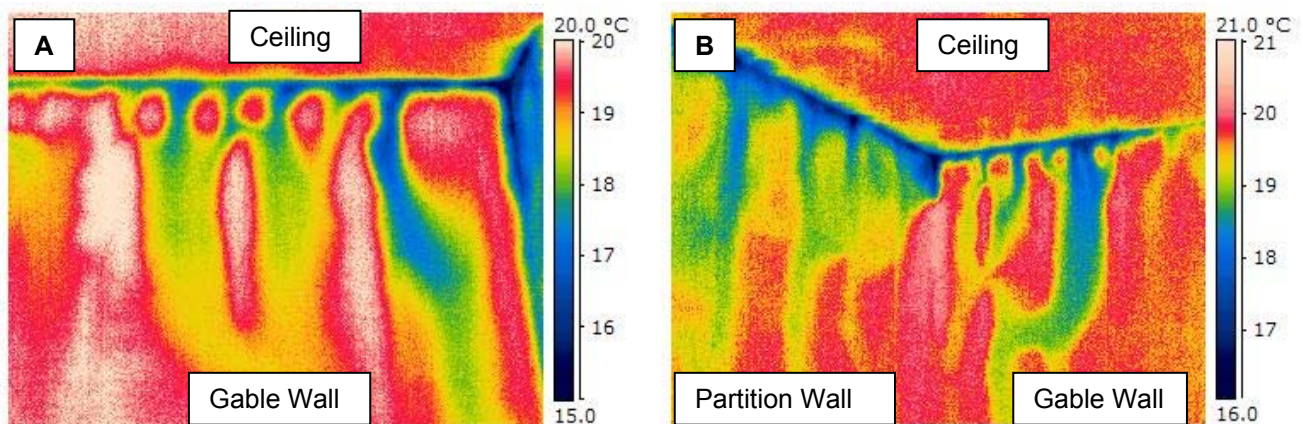 A
Ceiling
Gable Wall
20.0 °C
20
19
18
17
16
15.0
B
Ceiling
Partition Wall
Gable Wall
21.0 °C
21
20
19
18
17
16.0